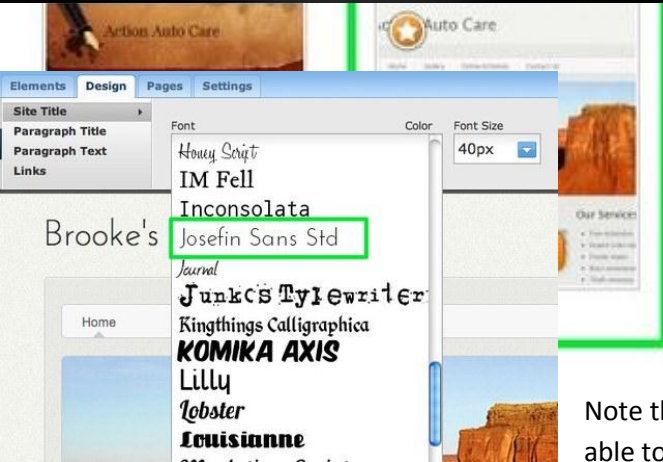 Action Auto Care
Auto Care
Elements Design Pages Settings
Site Title
Paragraph Title
Paragraph Text
Links
Font Color Font Size
40px
Honey Script
IM Fell
Inconsolata
Josefin Sans Std
Journal
Junkos Typewriter
Kingthings Calligraphica
KOMIKA AXIS
Lilly
Lobster
Louisianne
Brooke's
Home
Our Services
Note th
able to